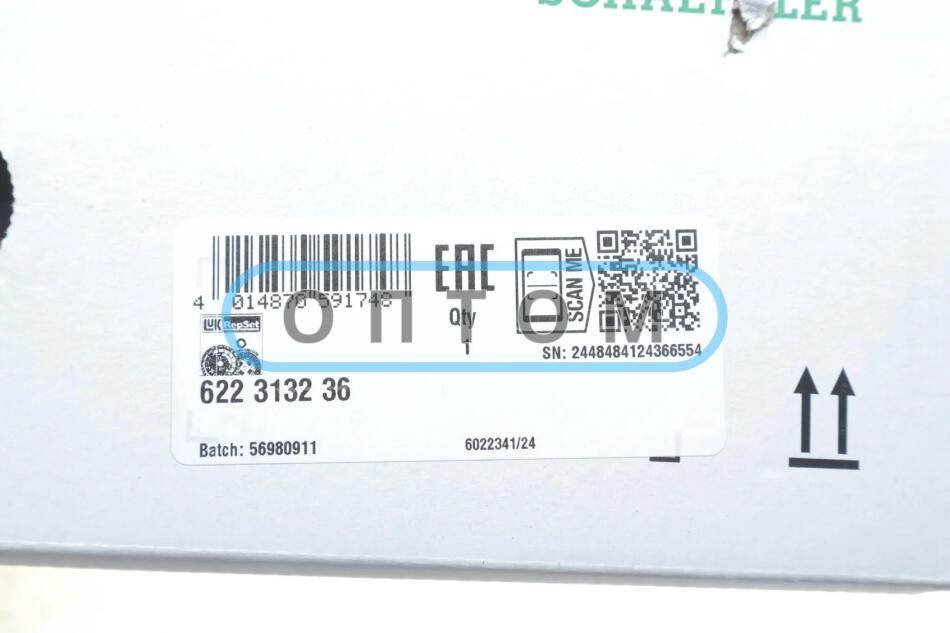 SCHAEFFLER
4 014870 591748
EAC
SCAN ME
LUK RepSet
Qty
1
ОПТОМ
SN: 2448484124366554
622 3132 36
Batch: 56980911
6022341/24